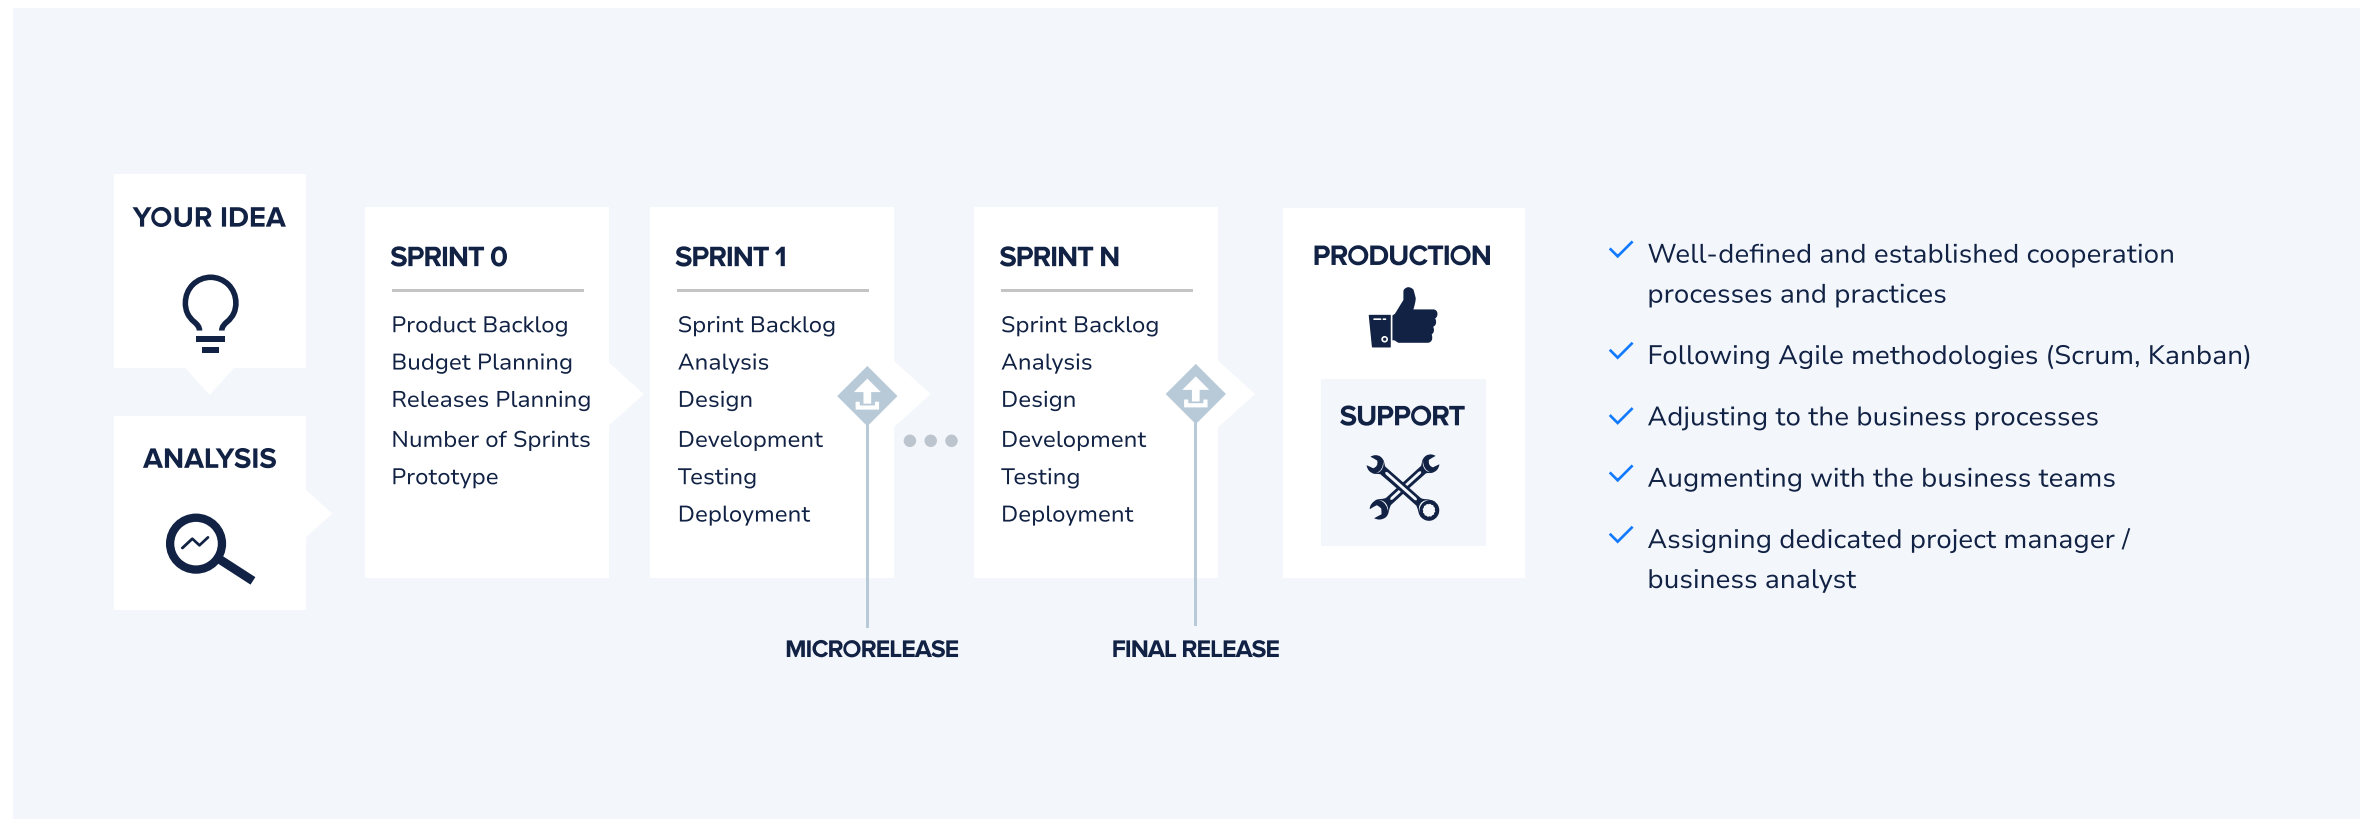 YOUR IDEA
ANALYSIS
SPRINT 0
Product Backlog
Budget Planning
Releases Planning
Number of Sprints
Prototype
SPRINT 1
Sprint Backlog
Analysis
Design
Development
Testing
Deployment
MICRORELEASE
SPRINT N
Sprint Backlog
Analysis
Design
Development
Testing
Deployment
FINAL RELEASE
PRODUCTION
SUPPORT
Well-defined and established cooperation
processes and practices
Following Agile methodologies (Scrum, Kanban)
Adjusting to the business processes
Augmenting with the business teams
Assigning dedicated project manager /
business analyst